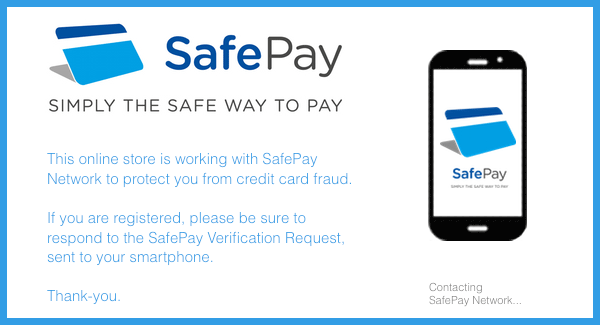 SafePay
SIMPLY THE SAFE WAY TO PAY
This online store is working with SafePay
Network to protect you from credit card fraud.
If you are registered, please be sure to
respond to the SafePay Verification Request,
sent to your smartphone.
Thank-you.
SafePay
SIMPLY THE SAFE WAY TO PAY
Contacting
SafePay Network...